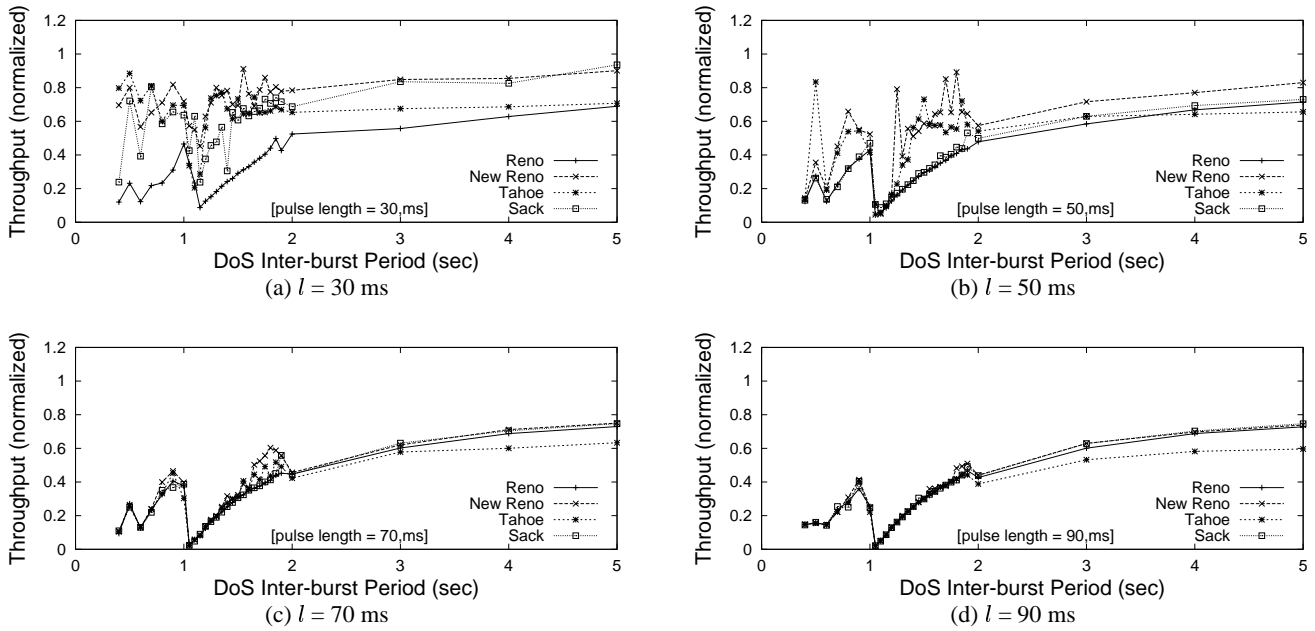 Throughput (normalized)
1.2
1
0.8
0.6
0.4
0.2
0
0 1 2 3 4 5
Reno
New Reno
Tahoe
Sack
[pulse length = 30,ms]
DoS Inter-burst Period (sec)
(a) l = 30 ms
Throughput (normalized)
1.2
1
0.8
0.6
0.4
0.2
0
0 1 2 3 4 5
Reno
New Reno
Tahoe
Sack
[pulse length = 50,ms]
DoS Inter-burst Period (sec)
(b) l = 50 ms
Throughput (normalized)
1.2
1
0.8
0.6
0.4
0.2
0
0 1 2 3 4 5
Reno
New Reno
Tahoe
Sack
[pulse length = 70,ms]
DoS Inter-burst Period (sec)
(c) l = 70 ms
Throughput (normalized)
1.2
1
0.8
0.6
0.4
0.2
0
0 1 2 3 4 5
Reno
New Reno
Tahoe
Sack
[pulse length = 90,ms]
DoS Inter-burst Period (sec)
(d) l = 90 ms